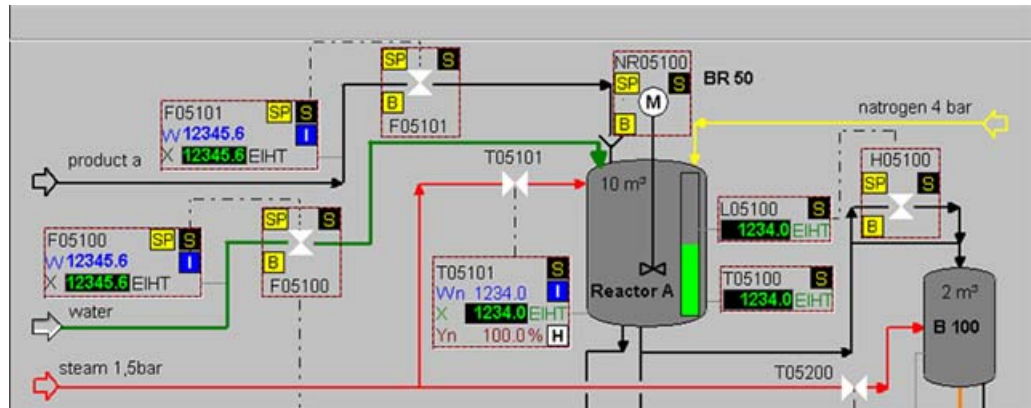 SP S
B
F05101
NR05100
SP S
M
B
BR 50
F05101 SP S
W 12345.6 I
X 12345.6 EIHT
natrogen 4 bar
product a
T05101
H05100
SP S
B
10 m³
F05100 SP S
W 12345.6 I
X 12345.6 EIHT
SP S
B
F05100
L05100 S
1234.0 EIHT
T05101 S
Wn 1234.0 I
X 1234.0 EIHT
Yn 100.0 % H
Reactor A
T05100 S
1234.0 EIHT
2 m³
B 100
water
steam 1,5bar
T05200